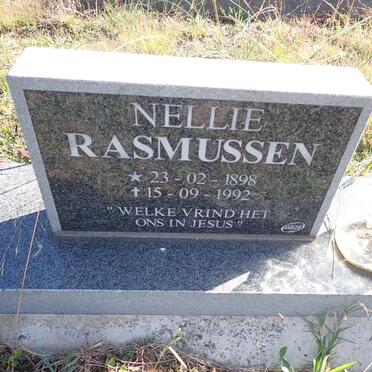 NELLIE
RASMUSSEN
★ 23 - 02 - 1898
✝ 15 - 09 - 1992
" WELKE VRIND HET
ONS IN JESUS "